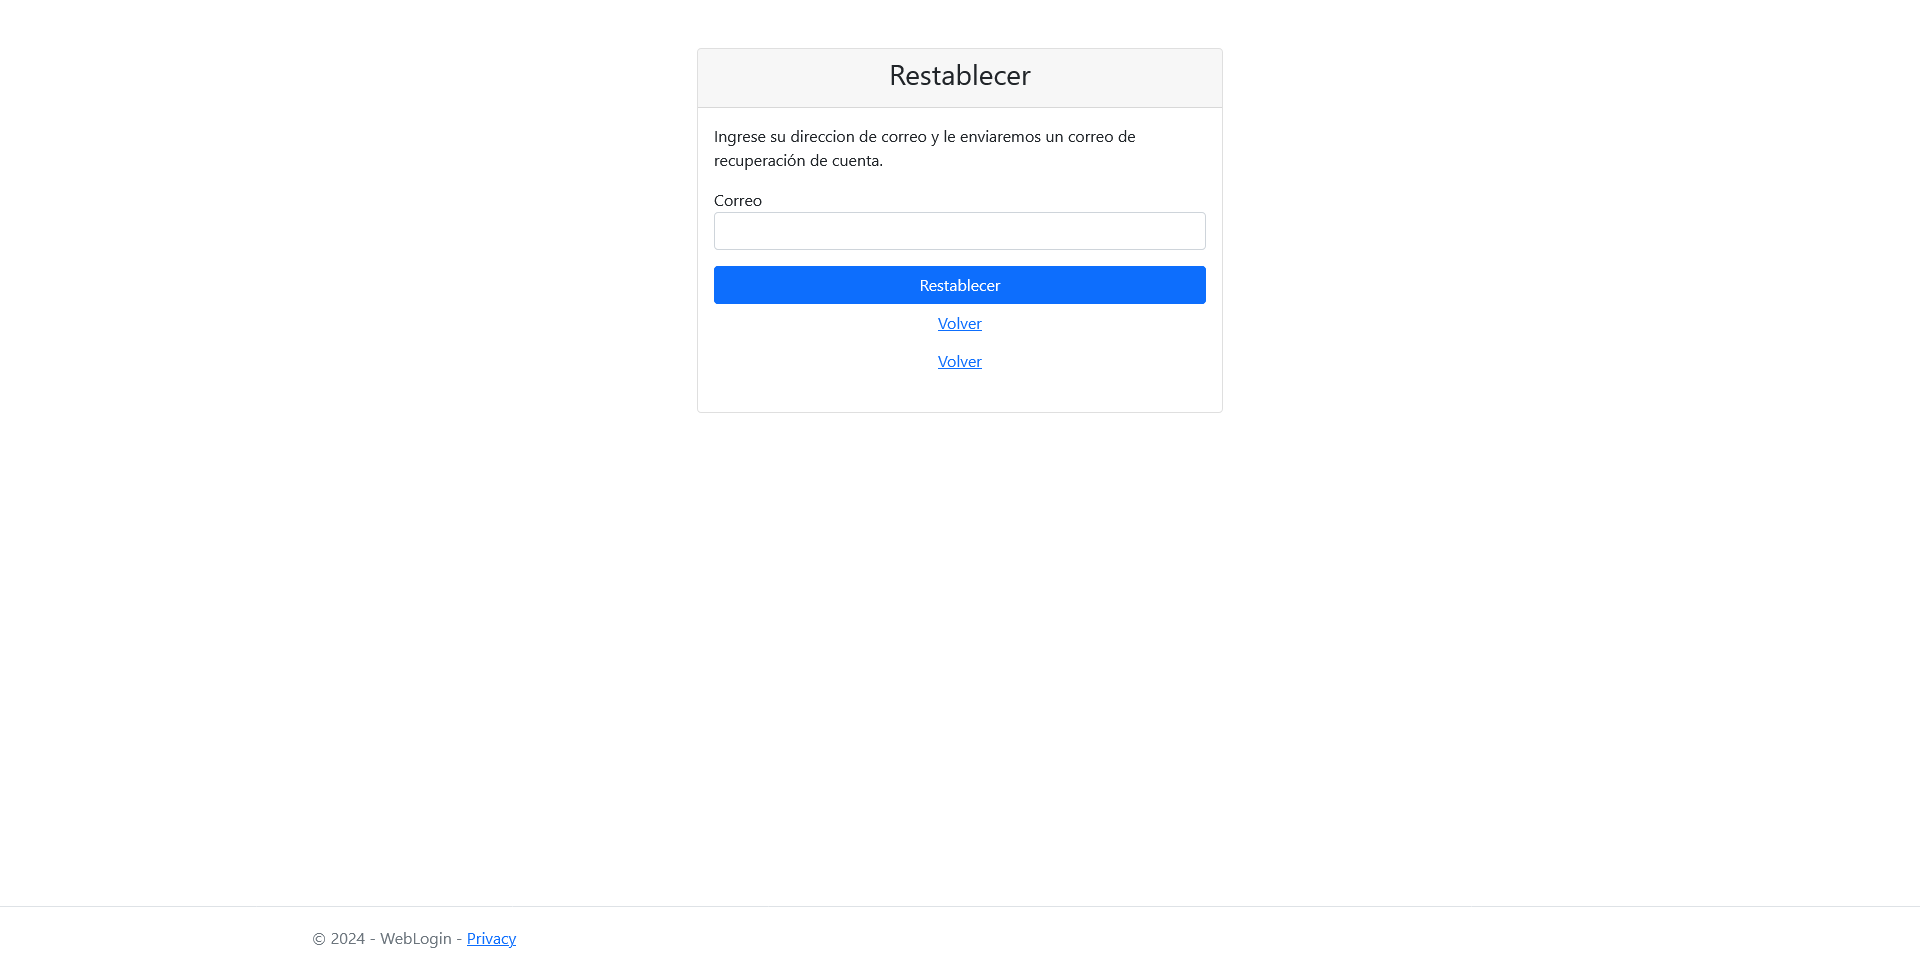 Restablecer
Ingrese su direccion de correo y le enviaremos un correo de
recuperación de cuenta.
Correo
Restablecer
Volver
Volver
© 2024 - WebLogin - Privacy